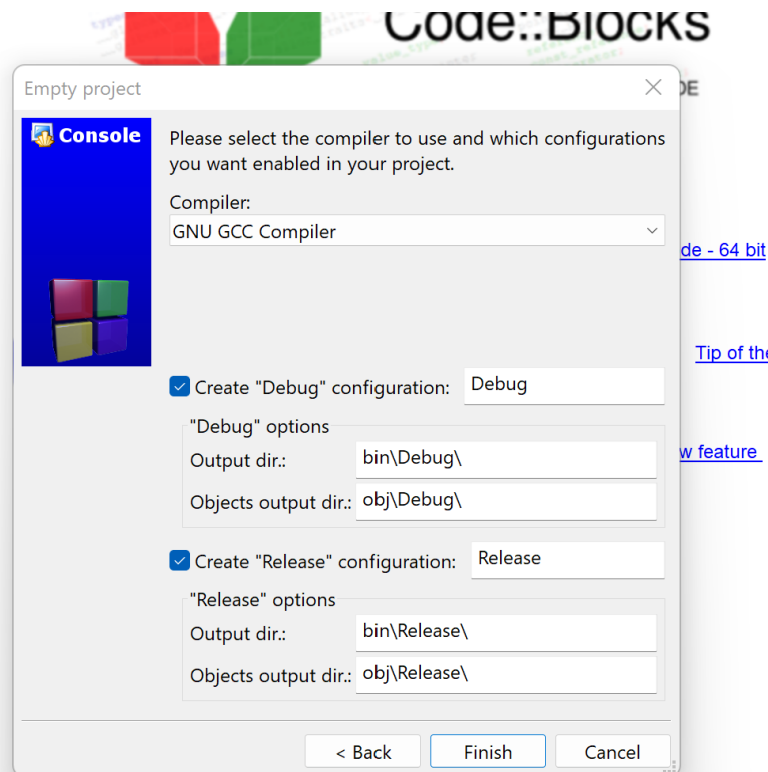 Code::Blocks
Empty project
DE
Console
Please select the compiler to use and which configurations
you want enabled in your project.
Compiler:
GNU GCC Compiler
de - 64 bit
Tip of the
Create "Debug" configuration: Debug
"Debug" options
Output dir.: bin\Debug\
w feature
Objects output dir.: obj\Debug\
Create "Release" configuration: Release
"Release" options
Output dir.: bin\Release\
Objects output dir.: obj\Release\
< Back Finish Cancel